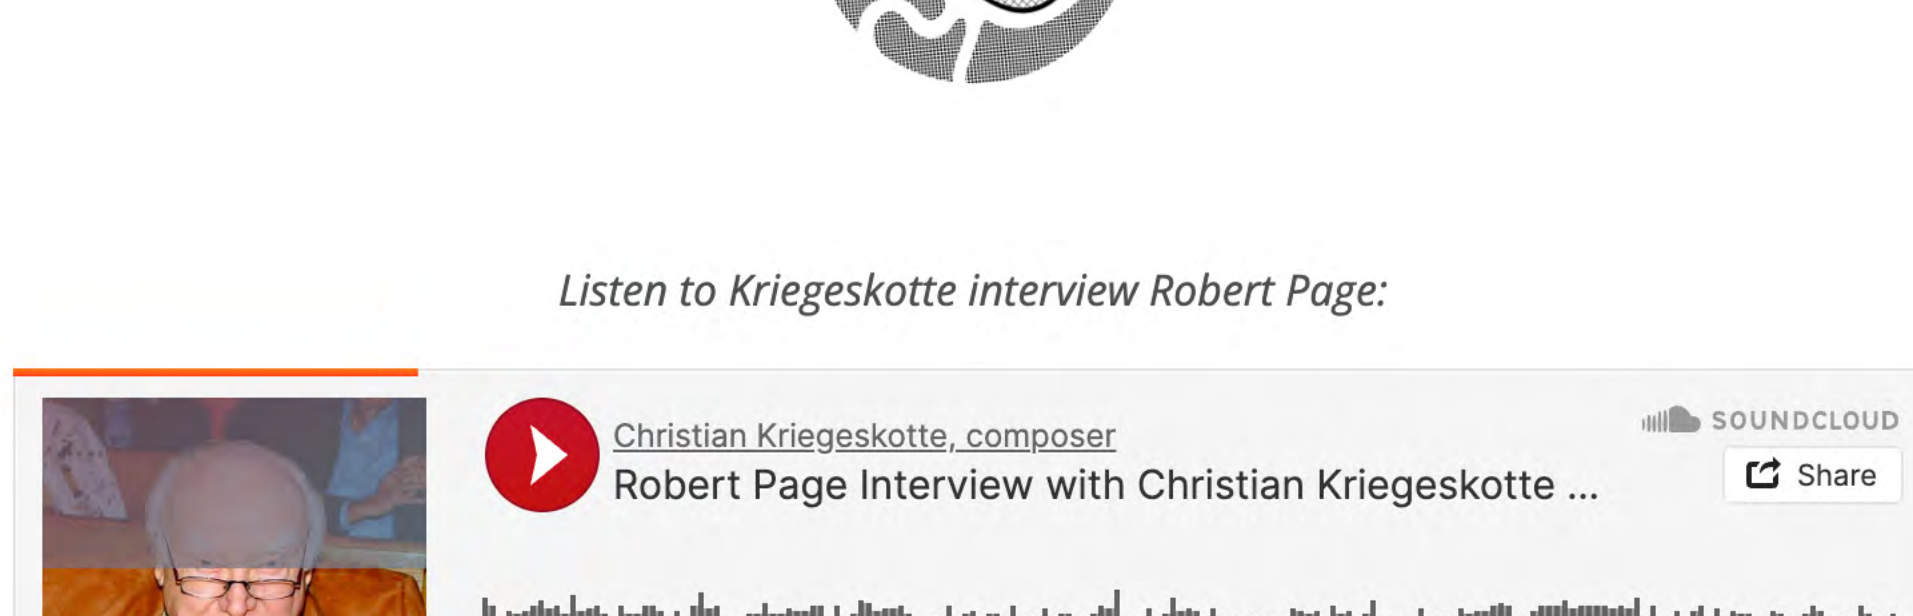 Listen to Kriegeskotte interview Robert Page:
Christian Kriegeskotte, composer
SOUNDCLOUD
Robert Page Interview with Christian Kriegeskotte ...
Share